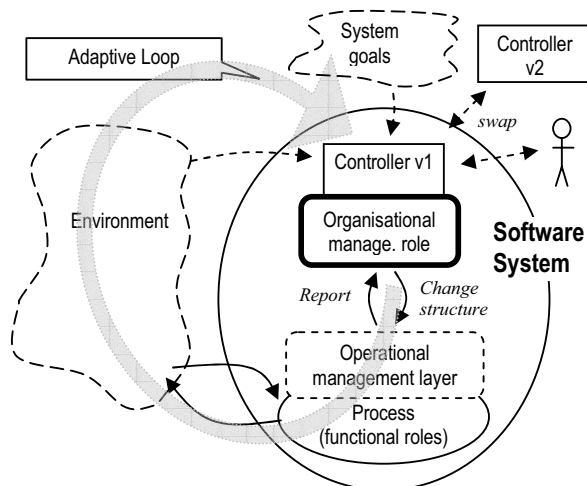 Adaptive Loop
System
goals
Controller
v2
swap
Controller v1
Environment
Organisational
manage. role
Software
System
Report
Change
structure
Operational
management layer
Process
(functional roles)